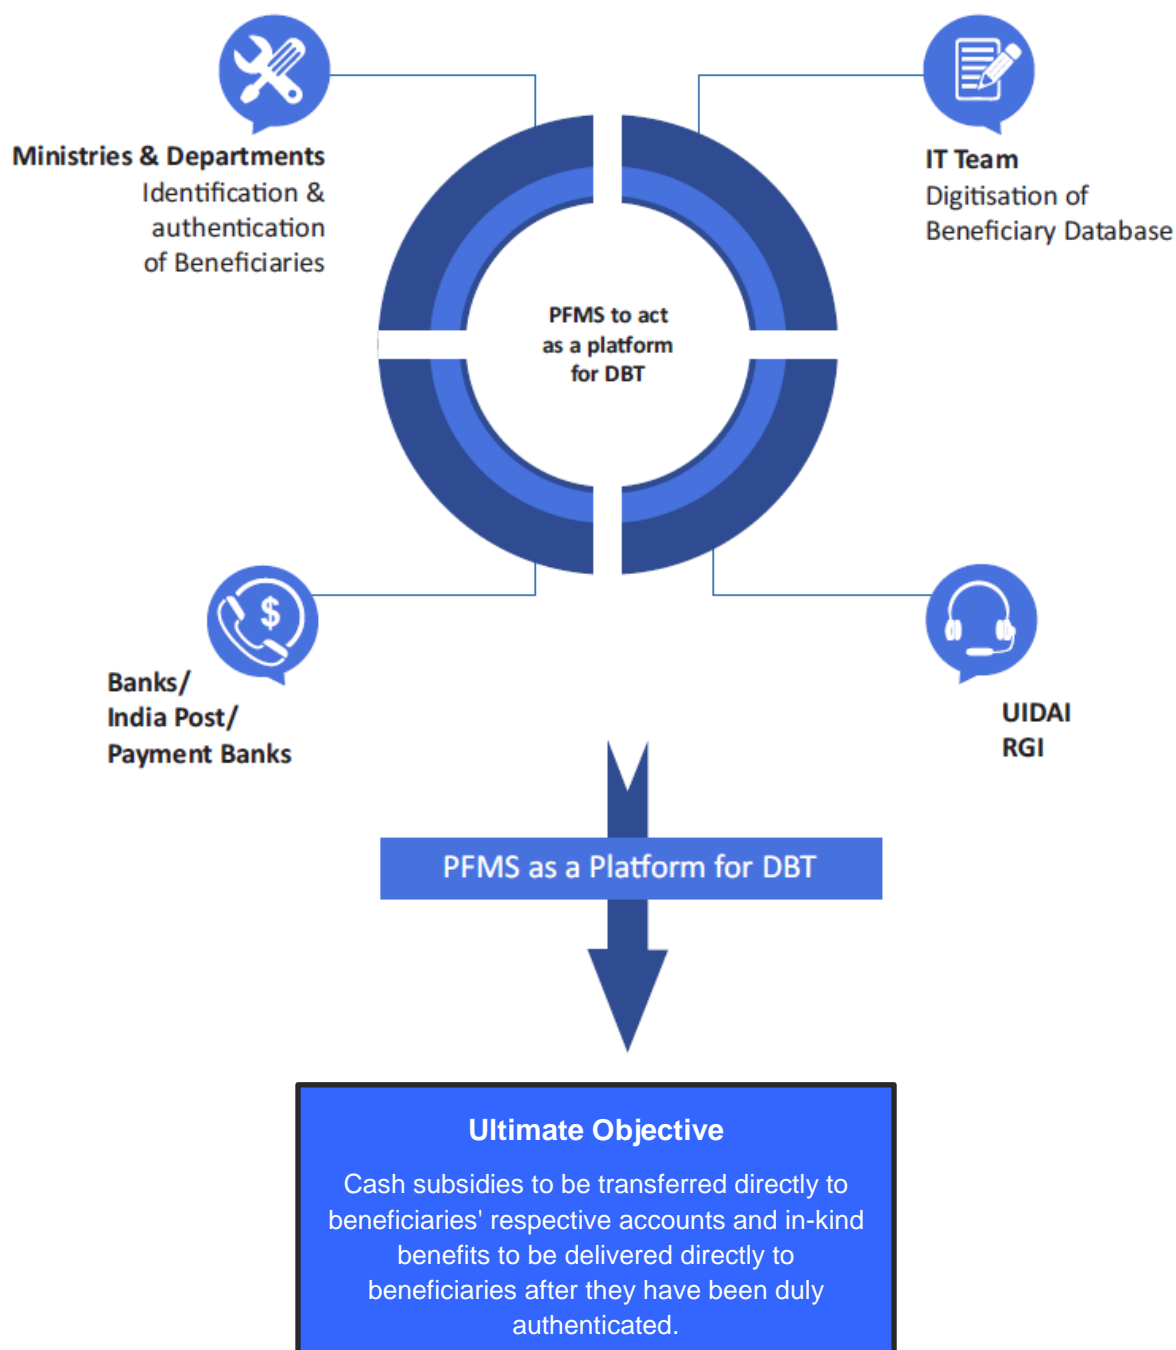 Ministries & Departments
Identification &
authentication
of Beneficiaries
IT Team
Digitisation of
Beneficiary Database
PFMS to act
as a platform
for DBT
$
Banks/
India Post/
Payment Banks
UIDAI
RGI
PFMS as a Platform for DBT
Ultimate Objective
Cash subsidies to be transferred directly to
beneficiaries' respective accounts and in-kind
benefits to be delivered directly to
beneficiaries after they have been duly
authenticated.